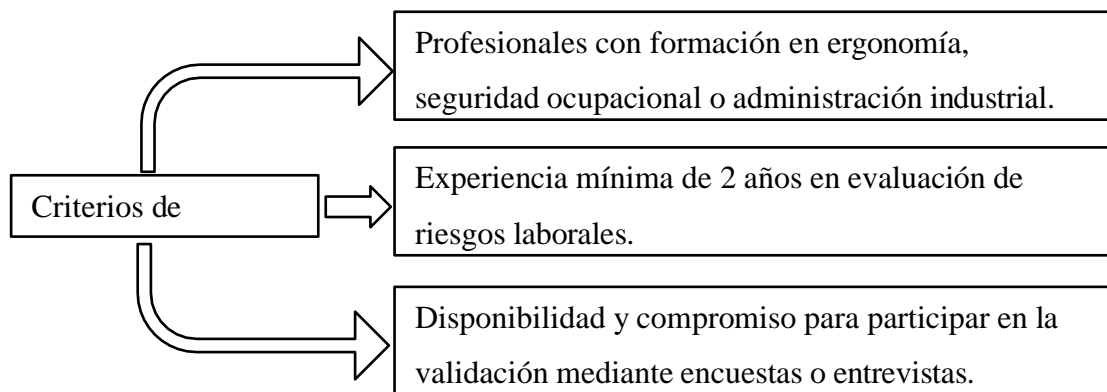 Profesionales con formación en ergonomía,
seguridad ocupacional o administración industrial.
Criterios de
Experiencia mínima de 2 años en evaluación de
riesgos laborales.
Disponibilidad y compromiso para participar en la
validación mediante encuestas o entrevistas.